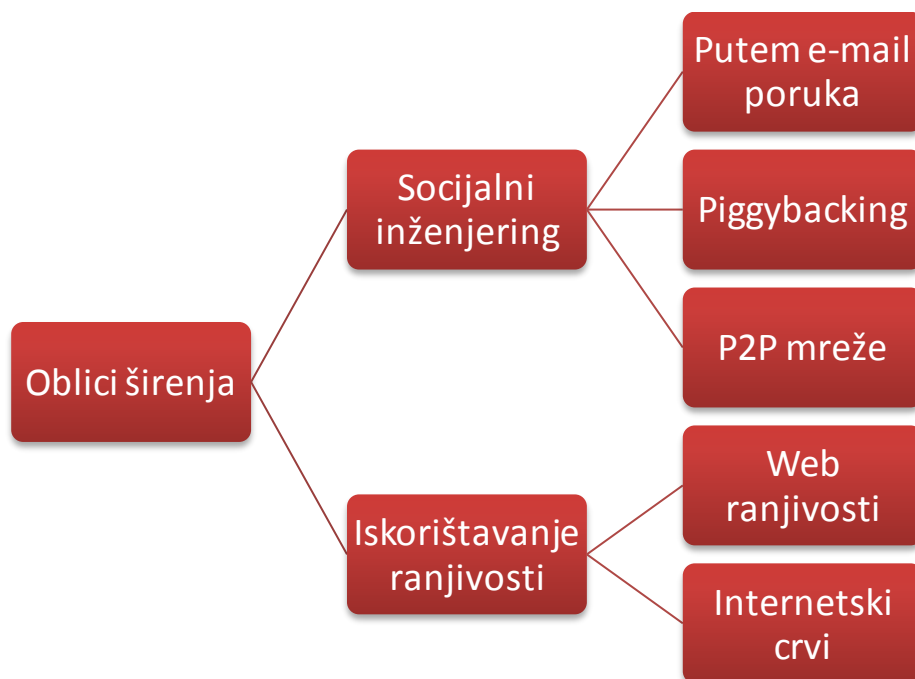 Oblici širenja
Socijalni
inženjering
Putem e-mail
poruka
Piggybacking
P2P mreže
Iskorištavanje
ranjivosti
Web
ranjivosti
Internetski
crvi